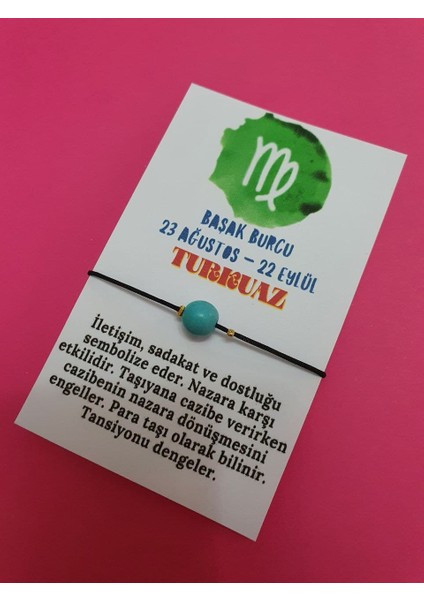 BAŞAK BURCU
23 AĞUSTOS – 22 EYLÜL
TURKUAZ
İletişim, sadakat ve dostluğu
sembolize eder. Nazara karşı
etkilidir. Taşıyana cazibe verirken
cazibenin nazara dönüşmesini
engeller. Para taşı olarak bilinir.
Tansiyonu dengeler.